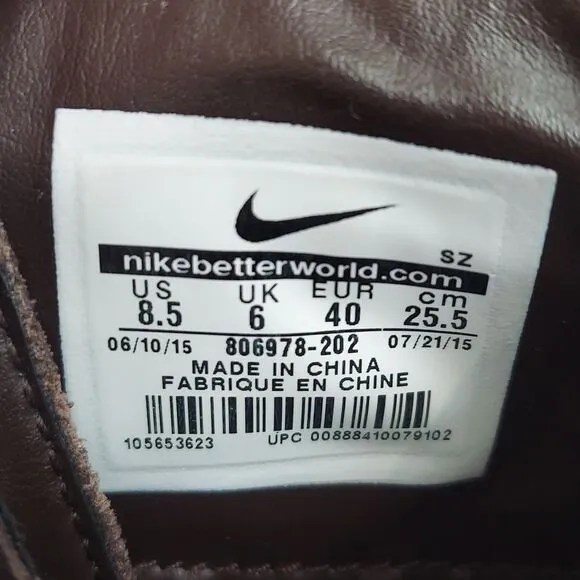 SZ
nikebetterworld.com
US UK EUR cm
8.5 6 40 25.5
06/10/15 806978-202 07/21/15
MADE IN CHINA
FABRIQUE EN CHINE
105653623 UPC 00888410079102